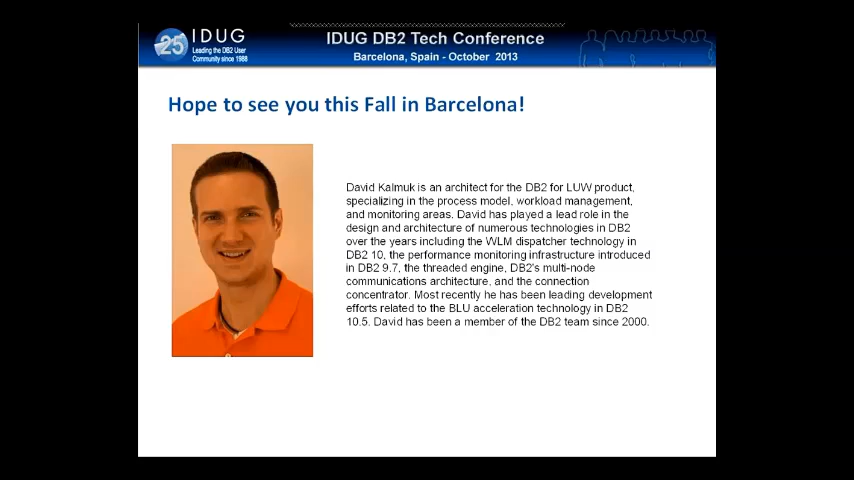 25
IDUG
Leading the DB2 User
Community since 1988
IDUG DB2 Tech Conference
Barcelona, Spain - October 2013
Hope to see you this Fall in Barcelona!
David Kalmuk is an architect for the DB2 for LUW product,
specializing in the process model, workload management,
and monitoring areas. David has played a lead role in the
design and architecture of numerous technologies in DB2
over the years including the WLM dispatcher technology in
DB2 10, the performance monitoring infrastructure introduced
in DB2 9.7, the threaded engine, DB2's multi-node
communications architecture, and the connection
concentrator. Most recently he has been leading development
efforts related to the BLU acceleration technology in DB2
10.5. David has been a member of the DB2 team since 2000.